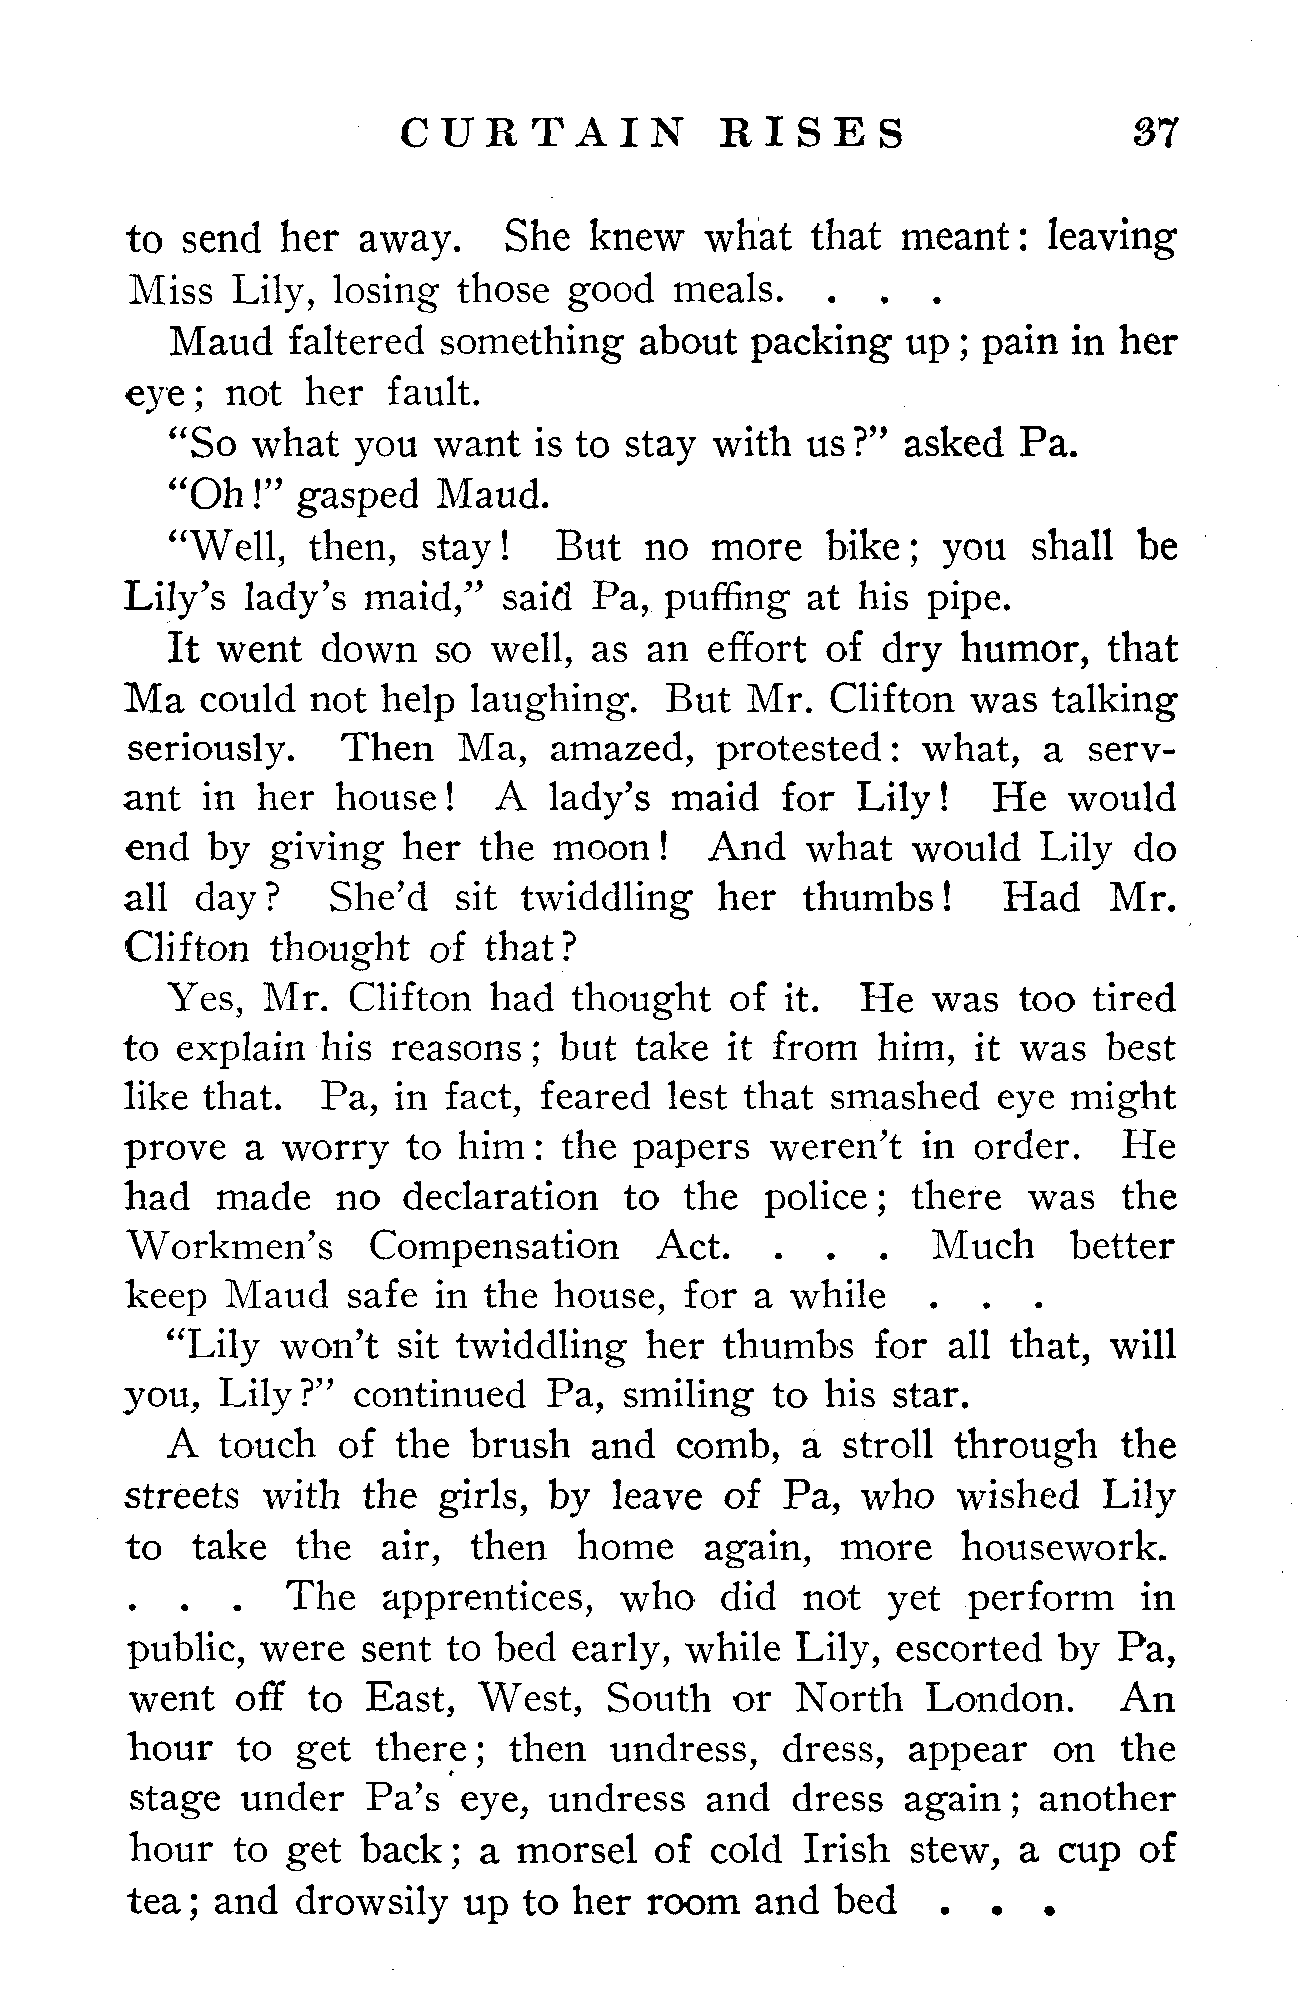 CURTAIN RISES 37
to send her away. She knew what that meant: leaving
Miss Lily, losing those good meals. . . .
Maud faltered something about packing up; pain in her
eye; not her fault.
"So what you want is to stay with us?" asked Pa.
"Oh!" gasped Maud.
"Well, then, stay! But no more bike; you shall be
Lily's lady's maid," said Pa, puffing at his pipe.
It went down so well, as an effort of dry humor, that
Ma could not help laughing. But Mr. Clifton was talking
seriously. Then Ma, amazed, protested: what, a serv-
ant in her house! A lady's maid for Lily! He would
end by giving her the moon! And what would Lily do
all day? She'd sit twiddling her thumbs! Had Mr.
Clifton thought of that?
Yes, Mr. Clifton had thought of it. He was too tired
to explain his reasons; but take it from him, it was best
like that. Pa, in fact, feared lest that smashed eye might
prove a worry to him: the papers weren't in order. He
had made no declaration to the police; there was the
Workmen's Compensation Act. . . . Much better
keep Maud safe in the house, for a while . . .
"Lily won't sit twiddling her thumbs for all that, will
you, Lily?" continued Pa, smiling to his star.
A touch of the brush and comb, a stroll through the
streets with the girls, by leave of Pa, who wished Lily
to take the air, then home again, more housework.
. . . The apprentices, who did not yet perform in
public, were sent to bed early, while Lily, escorted by Pa,
went off to East, West, South or North London. An
hour to get there; then undress, dress, appear on the
stage under Pa's eye, undress and dress again; another
hour to get back; a morsel of cold Irish stew, a cup of
tea; and drowsily up to her room and bed . . .